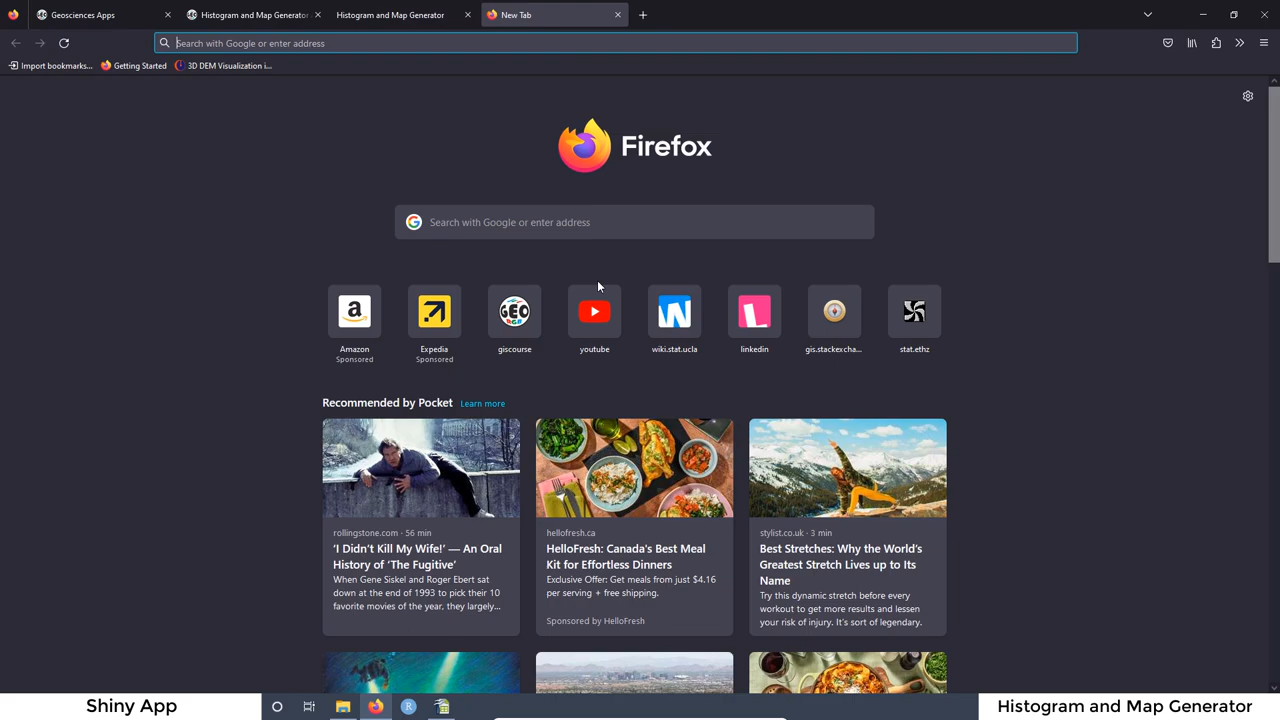 Geosciences Apps
Histogram and Map Generator
Histogram and Map Generator
New Tab
Search with Google or enter address
Import bookmarks...
Getting Started
3D DEM Visualization i...
Firefox
Search with Google or enter address
Amazon
Sponsored
Expedia
Sponsored
giscourse
youtube
wiki.stat.ucla
linkedin
gis.stackexcha...
stat.ethz
Recommended by Pocket Learn more
rollingstone.com · 56 min
‘I Didn’t Kill My Wife!’ — An Oral
History of ‘The Fugitive’
When Gene Siskel and Roger Ebert sat
down at the end of 1993 to pick their 10
favorite movies of the year, they largely...
hellofresh.ca
HelloFresh: Canada's Best Meal
Kit for Effortless Dinners
Exclusive Offer: Get meals from just $4.16
per serving + free shipping.
Sponsored by HelloFresh
stylist.co.uk · 3 min
Best Stretches: Why the World’s
Greatest Stretch Lives up to Its
Name
Try this dynamic stretch before every
workout to get more results and lessen
your risk of injury. It’s sort of legendary.
Shiny App
Histogram and Map Generator